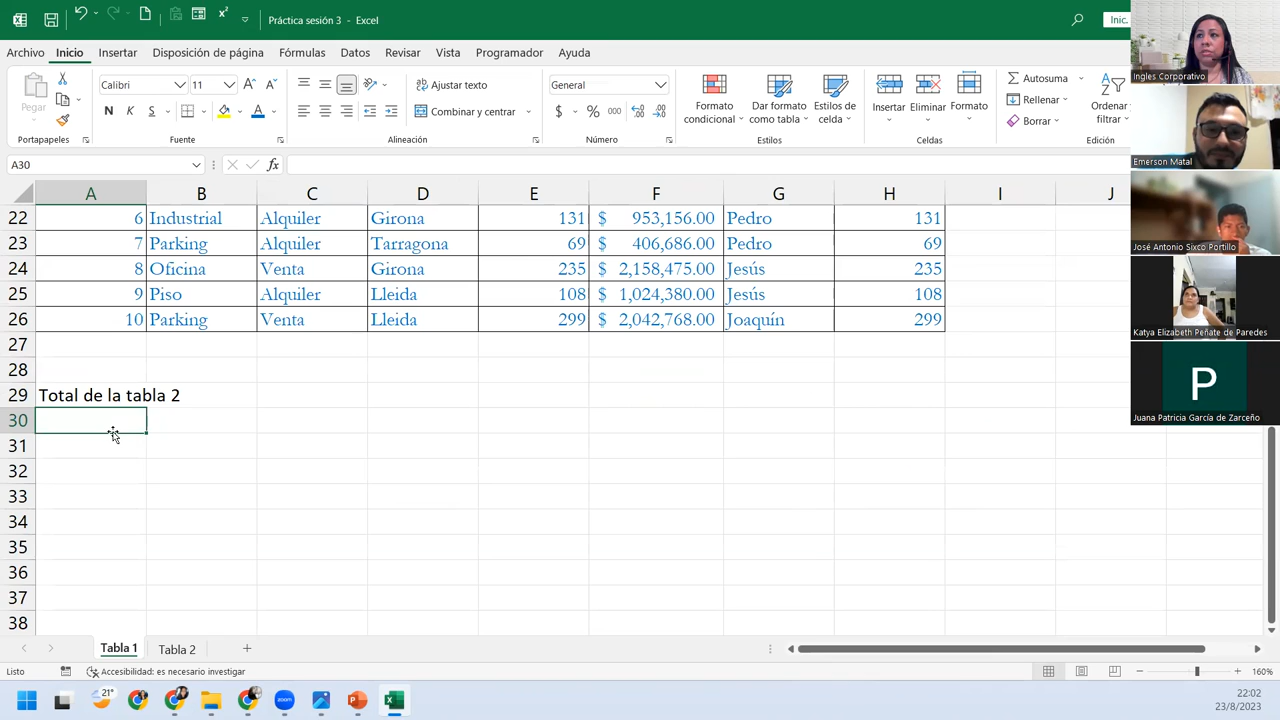 Práctica sesión 3 - Excel
Inic.
Archivo Inicio Disposición de página Fórmulas Datos Revisar Ayuda
Pegar
Calibri 11
N K S
Combinar y centrar
General
$ % 000
Formato condicional
Dar formato como tabla
Estilos de celda
Insertar Eliminar Formato
Autosuma
Rellenar
Borrar
Ordenar filtrar
Portapapeles Fuente Alineación Número Estilos Celdas Edición
A30 fx
A B C D E F G H I J
22 6 Industrial Alquiler Girona 131 $ 953,156.00 Pedro 131
23 7 Parking Alquiler Tarragona 69 $ 406,686.00 Pedro 69
24 8 Oficina Venta Girona 235 $ 2,158,475.00 Jesús 235
25 9 Piso Alquiler Lleida 108 $ 1,024,380.00 Jesús 108
26 10 Parking Venta Lleida 299 $ 2,042,768.00 Joaquín 299
27
28
29 Total de la tabla 2
30
31
32
33
34
35
36
37
38
Tabla 1 Tabla 2
Listo Accesibilidad: es necesario investigar 160%
21° zoom
22:02
23/8/2023
Ingles Corporativo
Emerson Matal
José Antonio Sixco Portillo
Katya Elizabeth Peñate de Paredes
P
Juana Patricia García de Zarceño